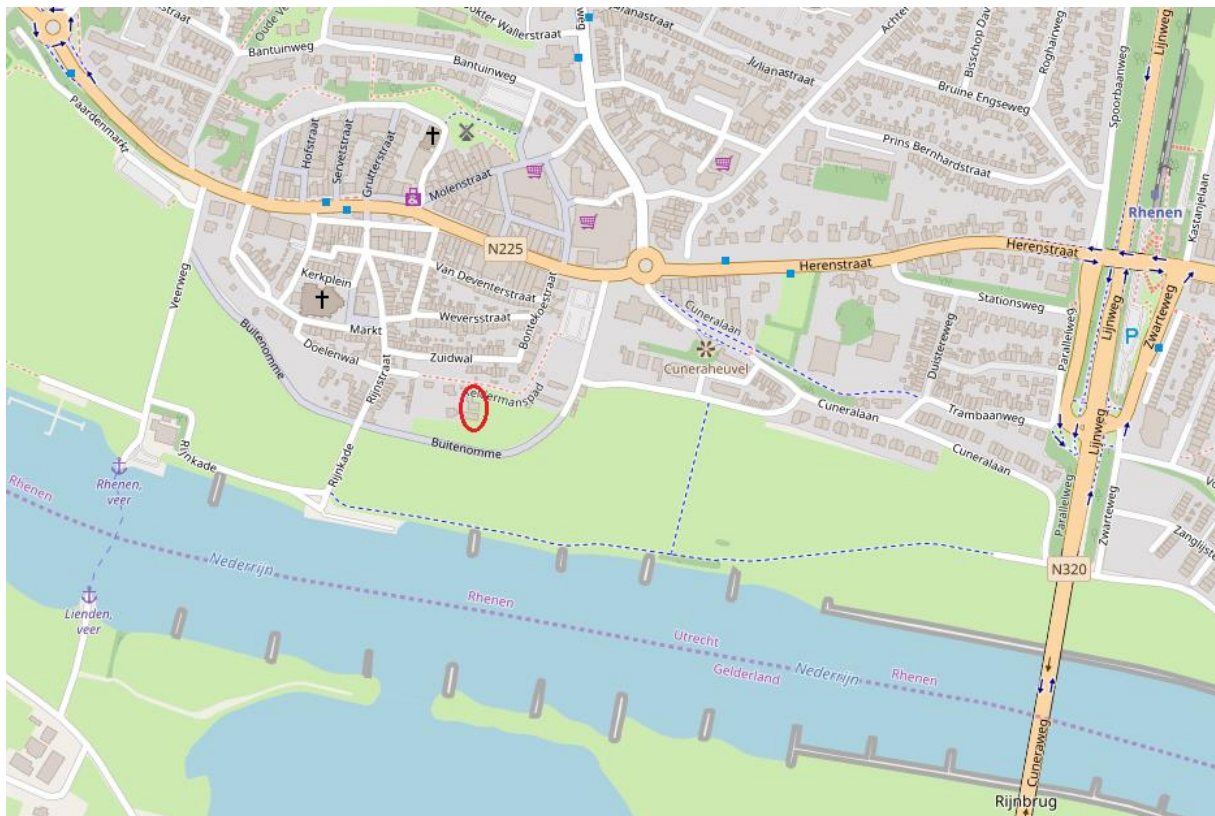 Bantuinweg
Bantuinweg
Julianastraat
Bisschop Dav
Roghairweg
Spoorbaanweg
Lijnweg
Bruine Engseweg
Prins Bernhardstraat
Paardenmarkt
Hofstraat
Servetstraat
Grutterstraat
Molenstraat
Rhenen
Kastanjelaan
N225
Herenstraat
Herenstraat
Van Deventerstraat
Kerkplein
Veerweg
Weversstraat
Markt
Zuidwal
Stationsweg
Cuneralaan
Cuneraheuvel
Duistereweg
Parallelweg
Lijnweg
P
Zwarteweg
Buitenomme
Doelenwal
Rijnstraat
Buitenomme
Cuneralaan
Trambaanweg
Cuneralaan
Lijnweg
Rijnkade
Rijnkade
Rhenen,
veer
Rhenen
Parallelweg
Zwarteweg
Nederrijn
N320
Rhenen
Lienden,
veer
Utrecht
Gelderland
Nederrijn
Rhenen
Cuneraweg
Rijnbrug